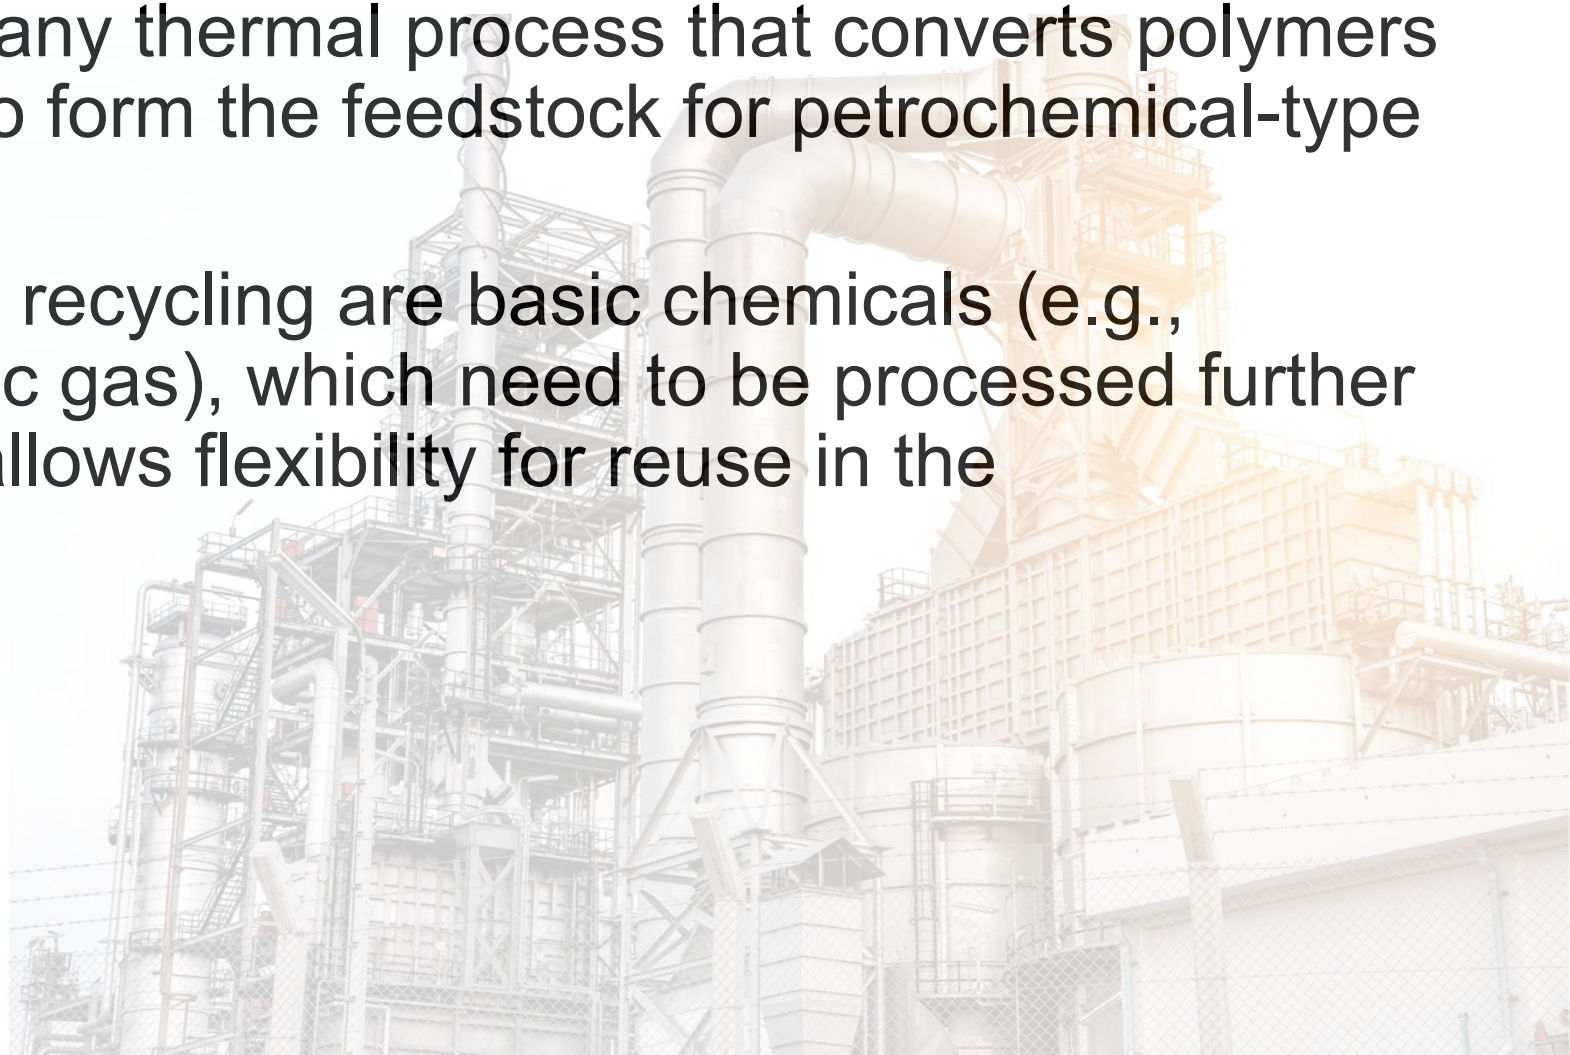 any thermal process that converts polymers
o form the feedstock for petrochemical-type
recycling are basic chemicals (e.g.,
c gas), which need to be processed further
allows flexibility for reuse in the